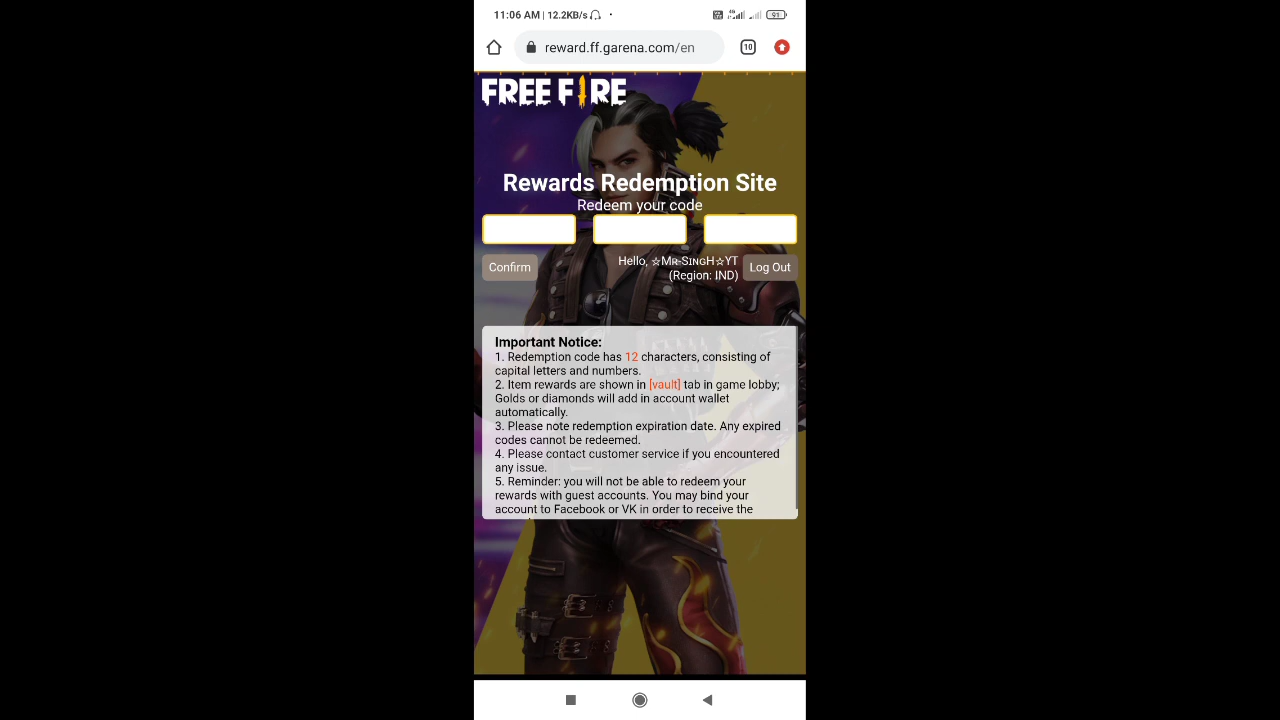 11:06 AM | 12.2KB/s
4G
91
reward.ff.garena.com/en
10
FREE FIRE
Rewards Redemption Site
Redeem your code
Confirm
Hello, ☆Mʀ-SɪɴɢH☆YT
(Region: IND)
Log Out
Important Notice:
1. Redemption code has 12 characters, consisting of
capital letters and numbers.
2. Item rewards are shown in [vault] tab in game lobby;
Golds or diamonds will add in account wallet
automatically.
3. Please note redemption expiration date. Any expired
codes cannot be redeemed.
4. Please contact customer service if you encountered
any issue.
5. Reminder: you will not be able to redeem your
rewards with guest accounts. You may bind your
account to Facebook or VK in order to receive the